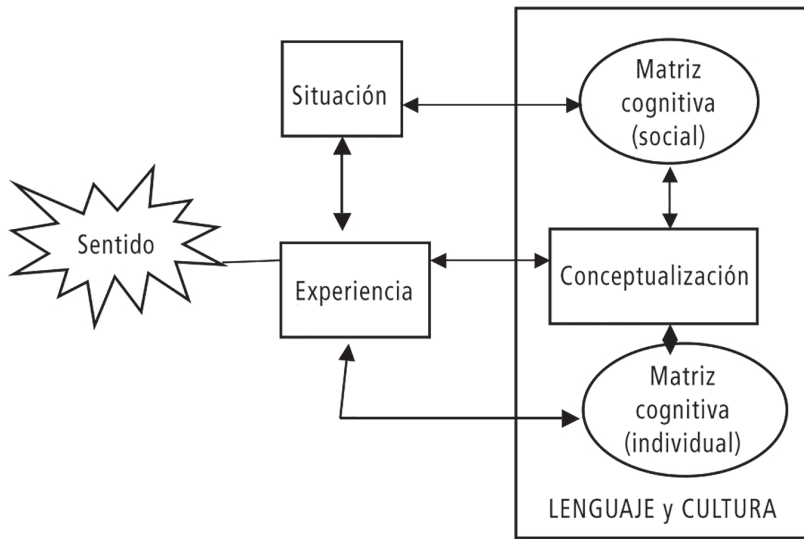 Situación
Matriz
cognitiva
(social)
Sentido
Experiencia
Conceptualización
Matriz
cognitiva
(individual)
LENGUAJE y CULTURA